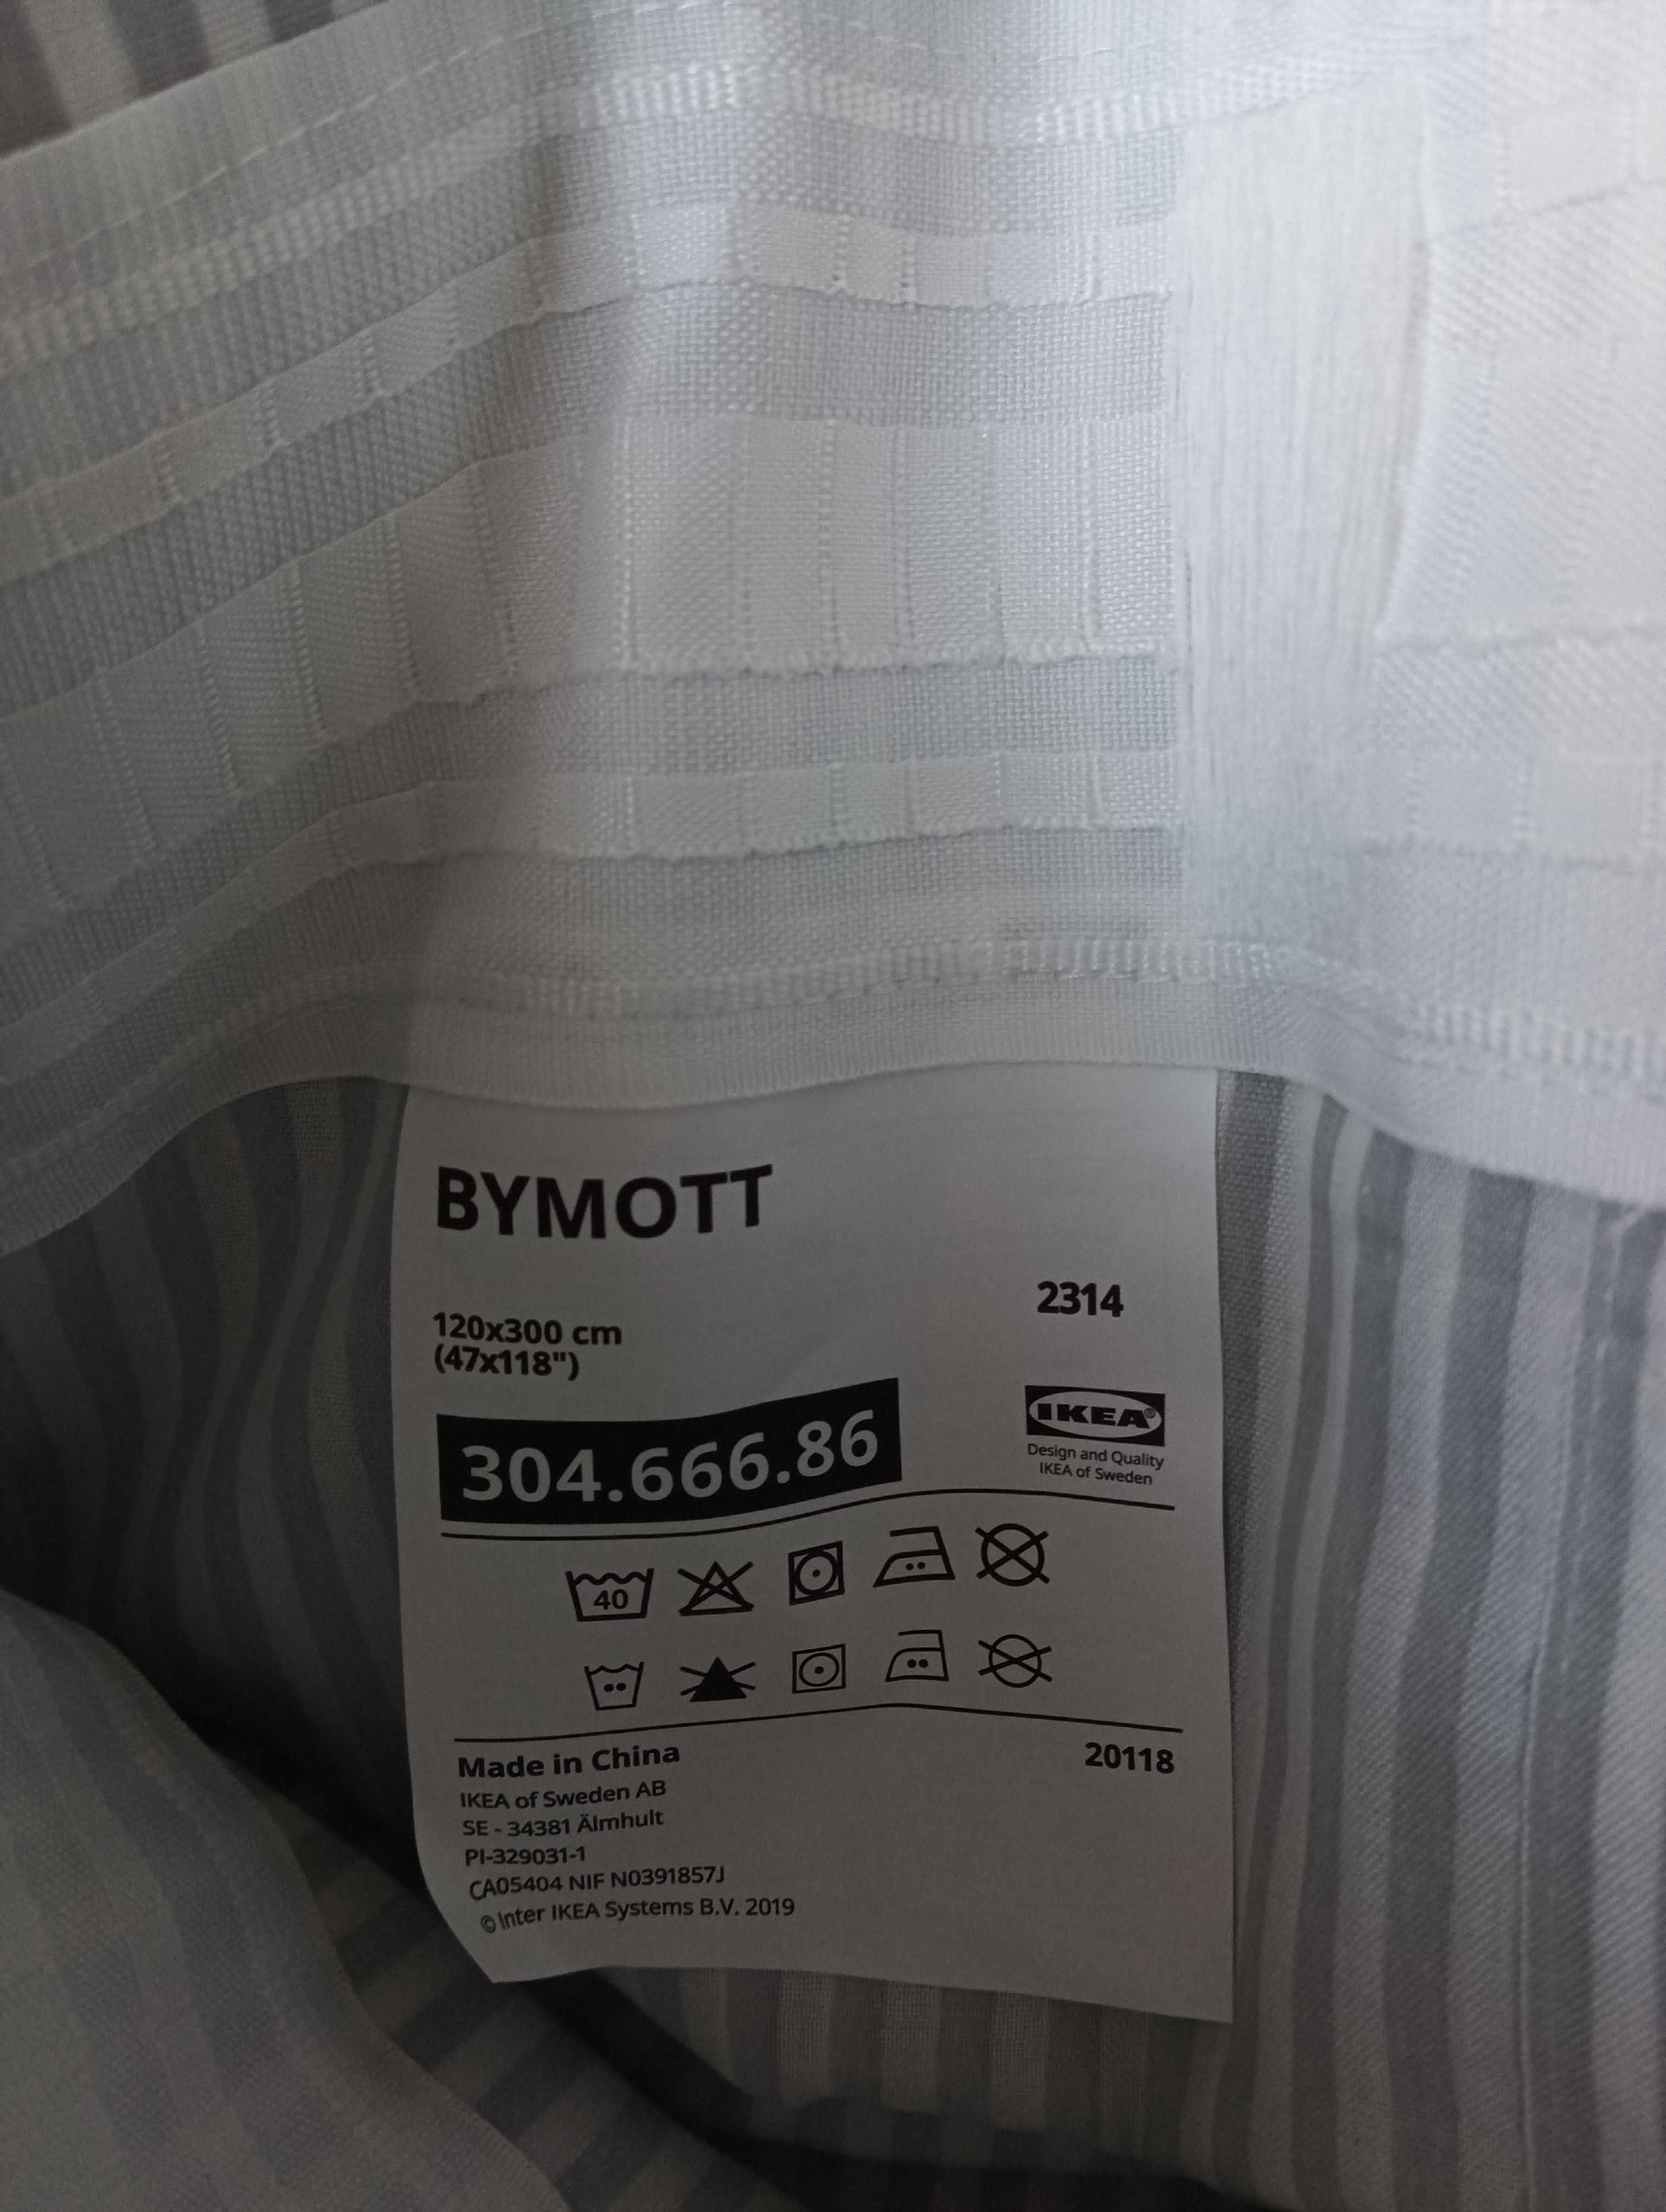 BYMOTT
2314
120x300 cm
(47x118")
304.666.86
IKEA®
Design and Quality
IKEA of Sweden
40
Made in China
20118
IKEA of Sweden AB
SE - 34381 Älmhult
PI-329031-1
CA05404 NIF N0391857J
© Inter IKEA Systems B.V. 2019